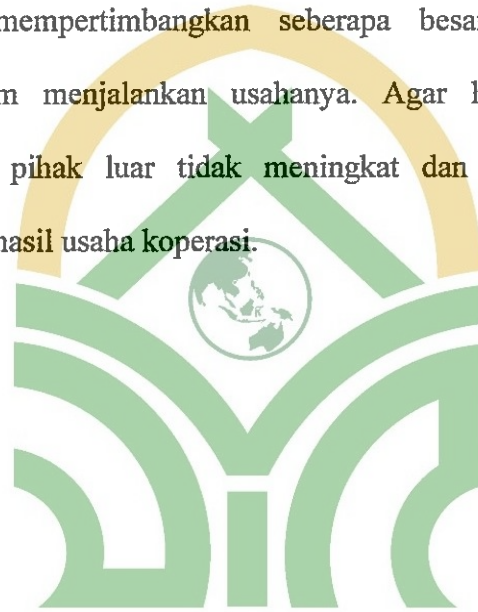 mempertimbangkan seberapa besar
menjalankan usahanya. Agar
pihak luar tidak meningkat dan
hasil usaha koperasi.